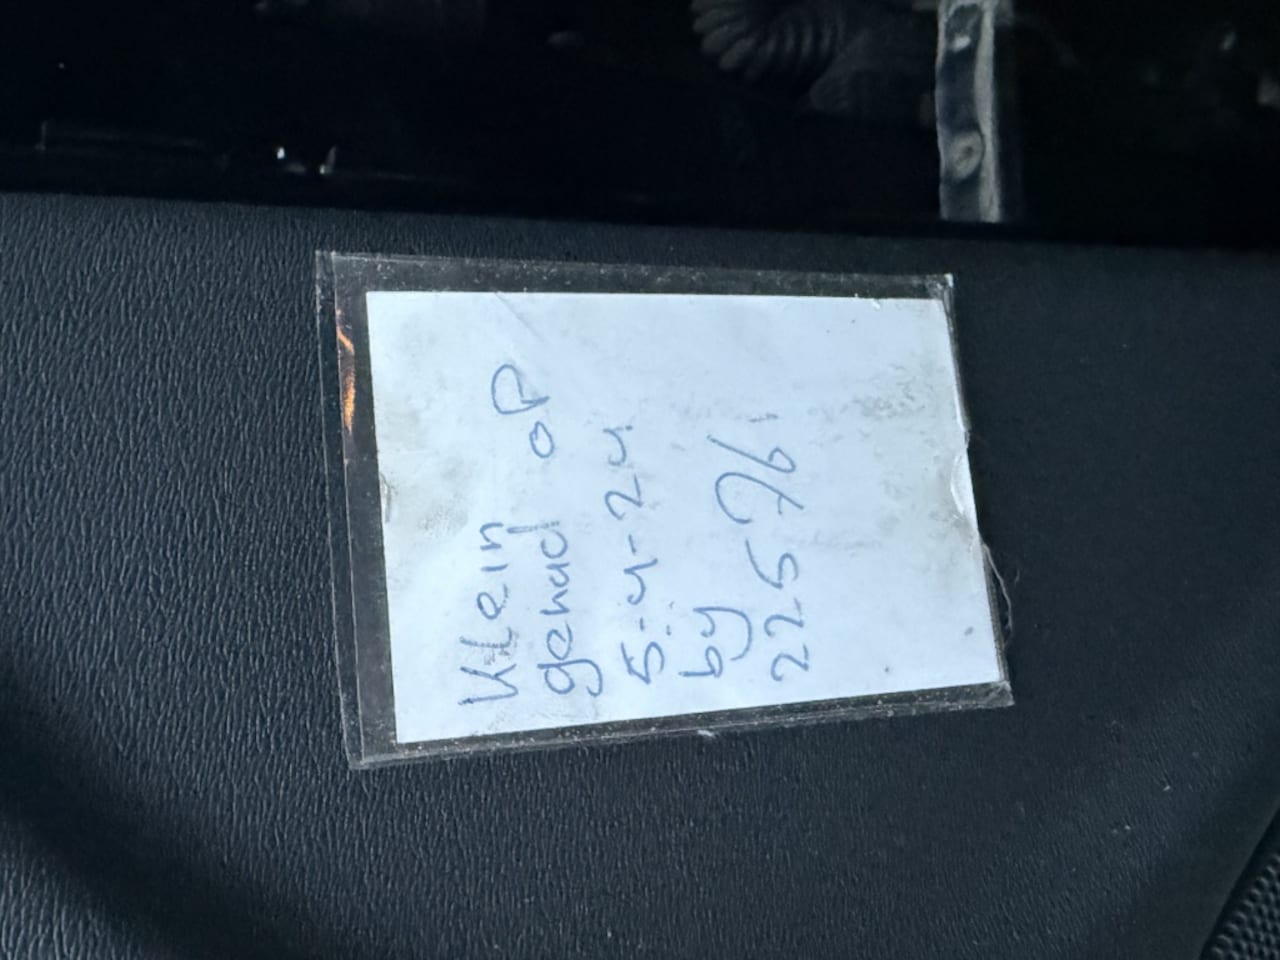 Klein
gehad op
5-4-24
by
225761